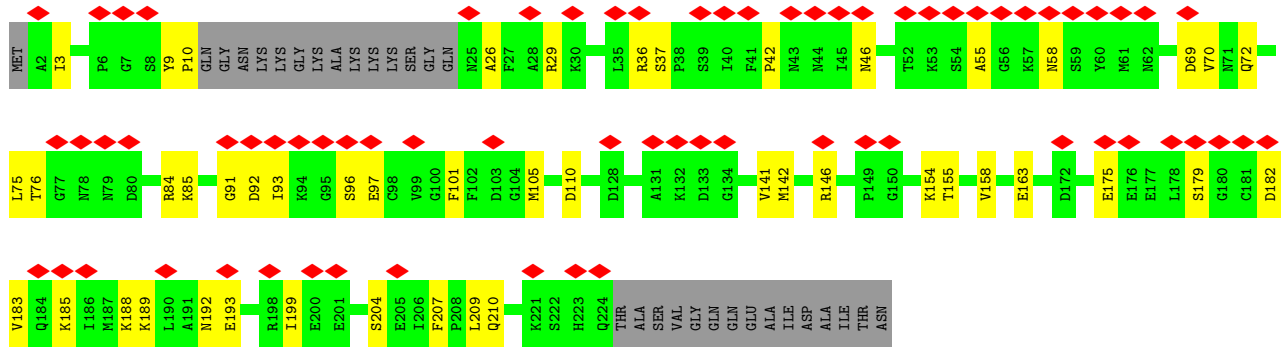 MET A2 I3 P6 G7 S8 Y9 P10 GLN GLY ASN LYS LYS GLY LYS ALA LYS LYS LYS SER GLY GLN N25 A26 F27 A28 R29 K30 L35 R36 S37 P38 S39 I40 F41 P42 N43 N44 I45 N46 T52 K53 S54 A55 G56 K57 N58 S59 Y60 M61 N62 D69 V70 N71 Q72
L75 T76 G77 N78 N79 D80 R84 K85 G91 D92 I93 K94 G95 S96 E97 C98 V99 G100 F101 F102 D103 G104 M105 D110 D128 A131 K132 D133 G134 V141 M142 R146 P149 G150 K154 T155 V158 E163 D172 E175 E176 E177 L178 S179 G180 C181 D182
V183 Q184 K185 I186 M187 K188 K189 L190 A191 N192 E193 R198 I199 E200 E201 S204 E205 I206 F207 P208 L209 Q210 K221 S222 H223 Q224 THR ALA SER VAL GLY GLN GLN GLU ALA ILE ASP ALA ILE THR ASN